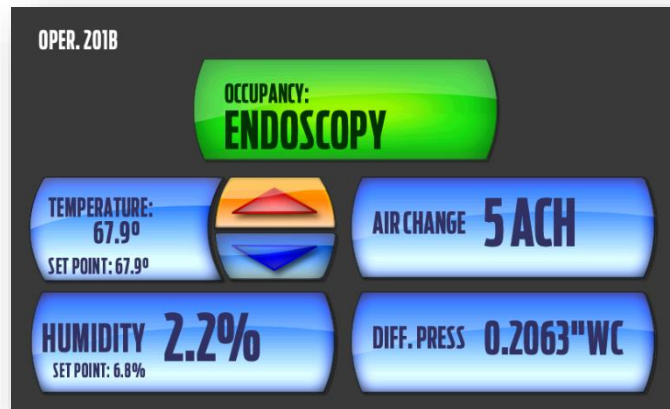 OPER. 201B
OCCUPANCY:
ENDOSCOPY
TEMPERATURE:
67.9º
SET POINT: 67.9º
AIR CHANGE 5 ACH
HUMIDITY 2.2%
SET POINT: 6.8%
DIFF. PRESS 0.2063"WC